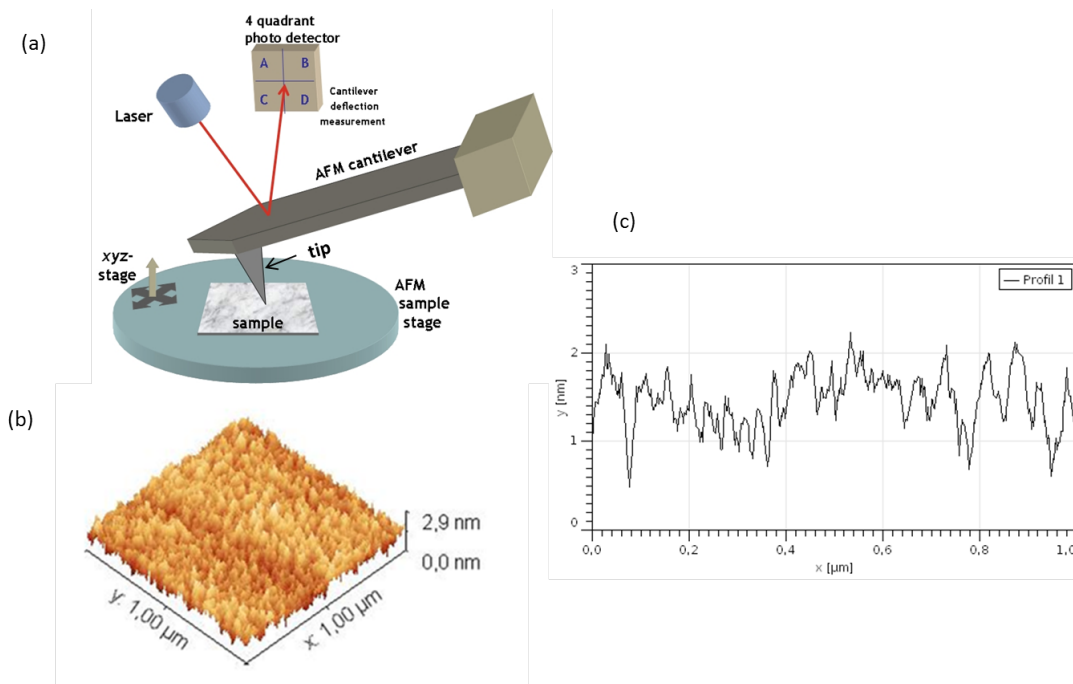 (a)
4 quadrant
photo detector
A B
C D
Cantilever
deflection
measurement
Laser
AFM cantilever
tip
xyz-
stage
AFM
sample
stage
sample
(b)
2,9 nm
0,0 nm
y: 1,00 µm
x: 1,00 µm
(c)
Profil 1
3
2
1
0
y [nm]
0.0 0.2 0.4 0.6 0.8 1,0
x [µm]